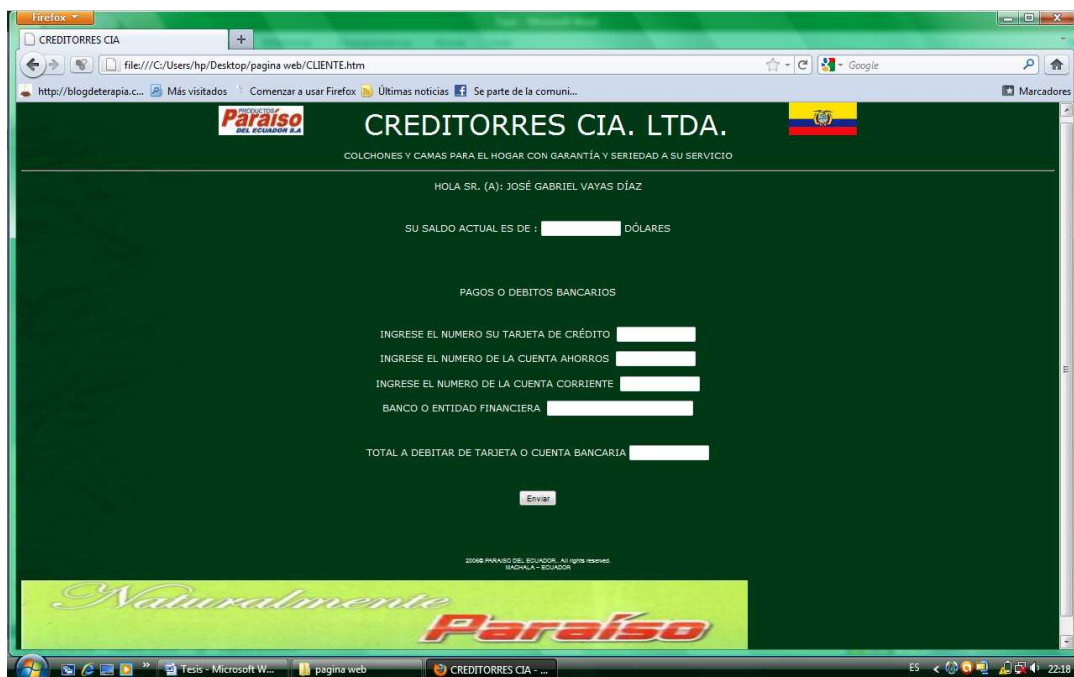 Firefox
CREDITORRES CIA
file:///C:/Users/hp/Desktop/pagina web/CLIENTE.htm
Google
http://blogdeterapia.c... Más visitados Comenzar a usar Firefox Últimas noticias Se parte de la comuni... Marcadores
PRODUCTOS
Paraíso
DEL ECUADOR S.A
CREDITORRES CIA. LTDA.
COLCHONES Y CAMAS PARA EL HOGAR CON GARANTÍA Y SERIEDAD A SU SERVICIO
HOLA SR. (A): JOSÉ GABRIEL VAYAS DÍAZ
SU SALDO ACTUAL ES DE : DÓLARES
PAGOS O DEBITOS BANCARIOS
INGRESE EL NUMERO SU TARJETA DE CRÉDITO
INGRESE EL NUMERO DE LA CUENTA AHORROS
INGRESE EL NUMERO DE LA CUENTA CORRIENTE
BANCO O ENTIDAD FINANCIERA
TOTAL A DEBITAR DE TARJETA O CUENTA BANCARIA
Enviar
2006© PARAISO DEL ECUADOR. All rights reserved.
MACHALA – ECUADOR
Naturalmente
Paraíso
Tesis - Microsoft W... pagina web CREDITORRES CIA - ... ES 22:18